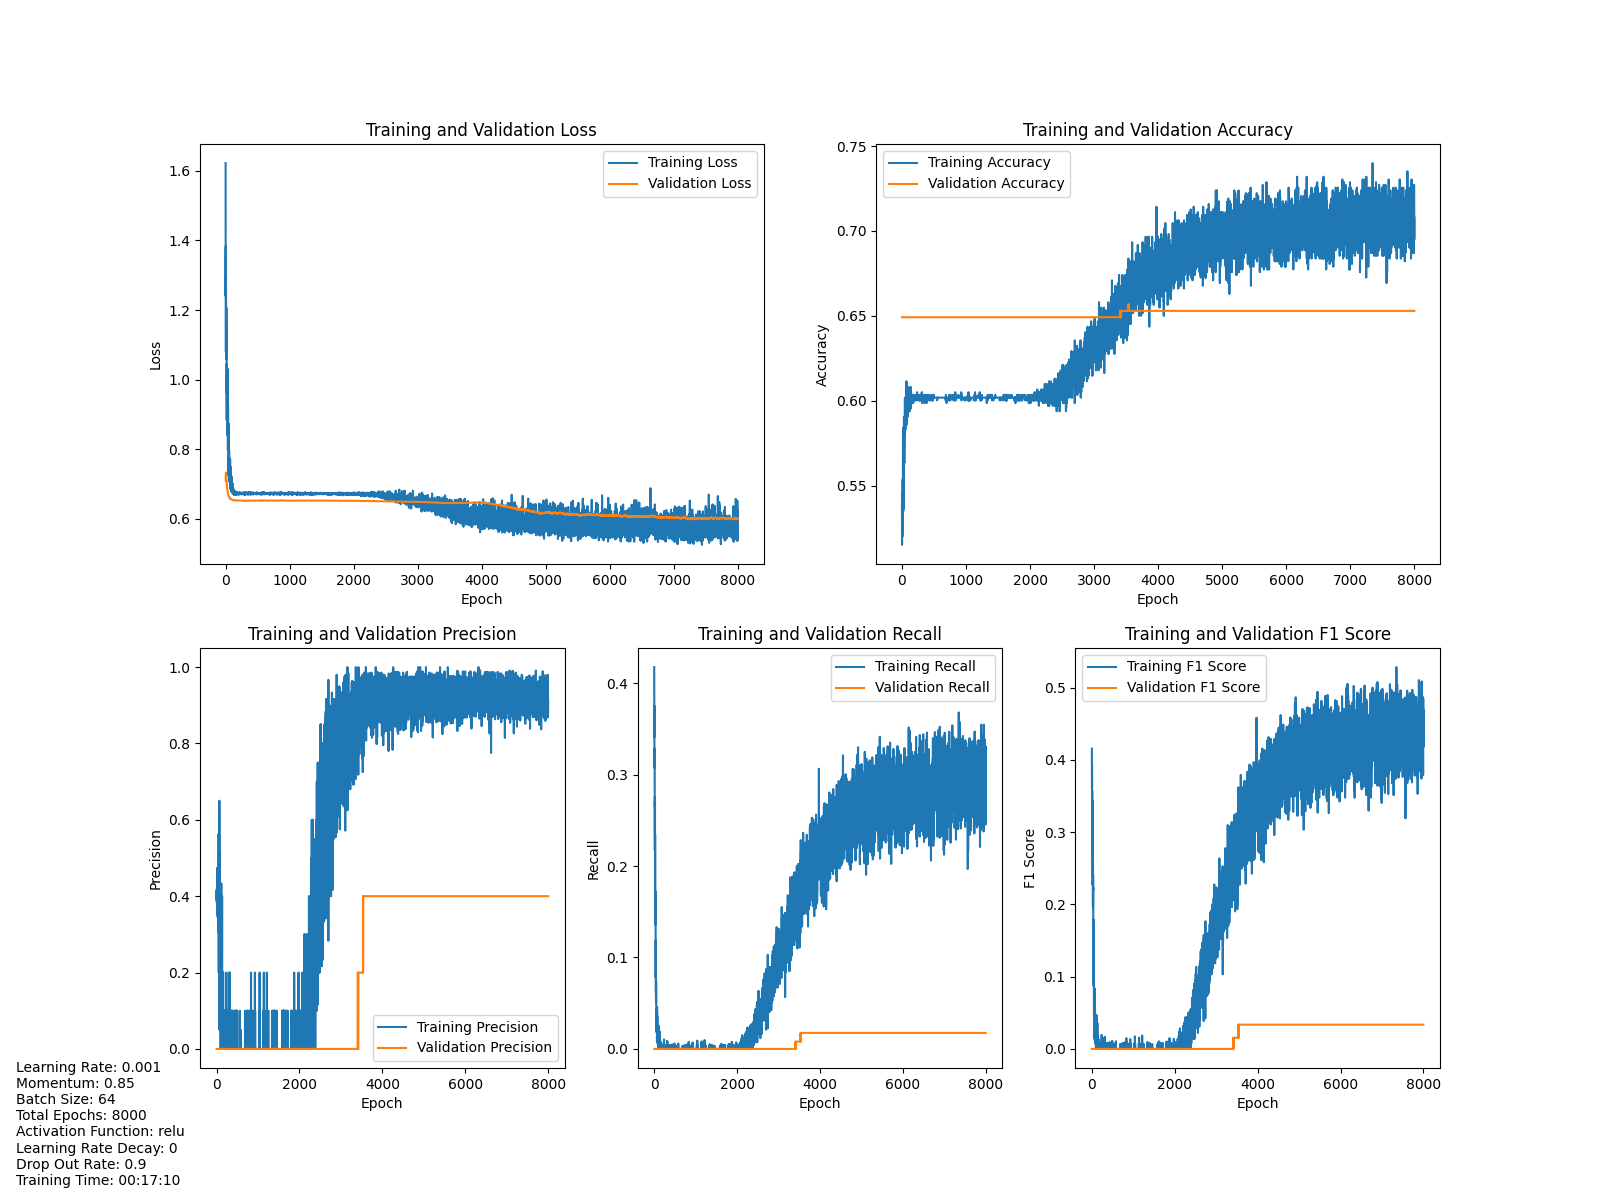 Training and Validation Loss
Training Loss
Validation Loss
1.6
1.4
1.2
1.0
0.8
0.6
Loss
0 1000 2000 3000 4000 5000 6000 7000 8000
Epoch
Training and Validation Accuracy
Training Accuracy
Validation Accuracy
0.75
0.70
0.65
0.60
0.55
Accuracy
0 1000 2000 3000 4000 5000 6000 7000 8000
Epoch
Training and Validation Precision
1.0
0.8
0.6
0.4
0.2
0.0
Precision
Training Precision
Validation Precision
0 2000 4000 6000 8000
Epoch
Training and Validation Recall
Training Recall
Validation Recall
0.4
0.3
0.2
0.1
0.0
Recall
0 2000 4000 6000 8000
Epoch
Training and Validation F1 Score
Training F1 Score
Validation F1 Score
0.5
0.4
0.3
0.2
0.1
0.0
F1 Score
0 2000 4000 6000 8000
Epoch
Learning Rate: 0.001
Momentum: 0.85
Batch Size: 64
Total Epochs: 8000
Activation Function: relu
Learning Rate Decay: 0
Drop Out Rate: 0.9
Training Time: 00:17:10